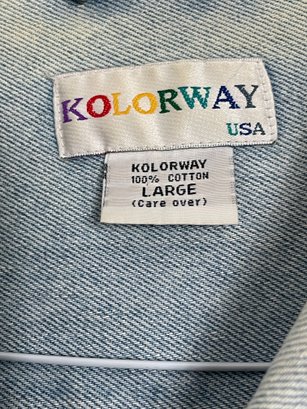 KOLORWAY
USA
KOLORWAY
100% COTTON
LARGE
(Care over)